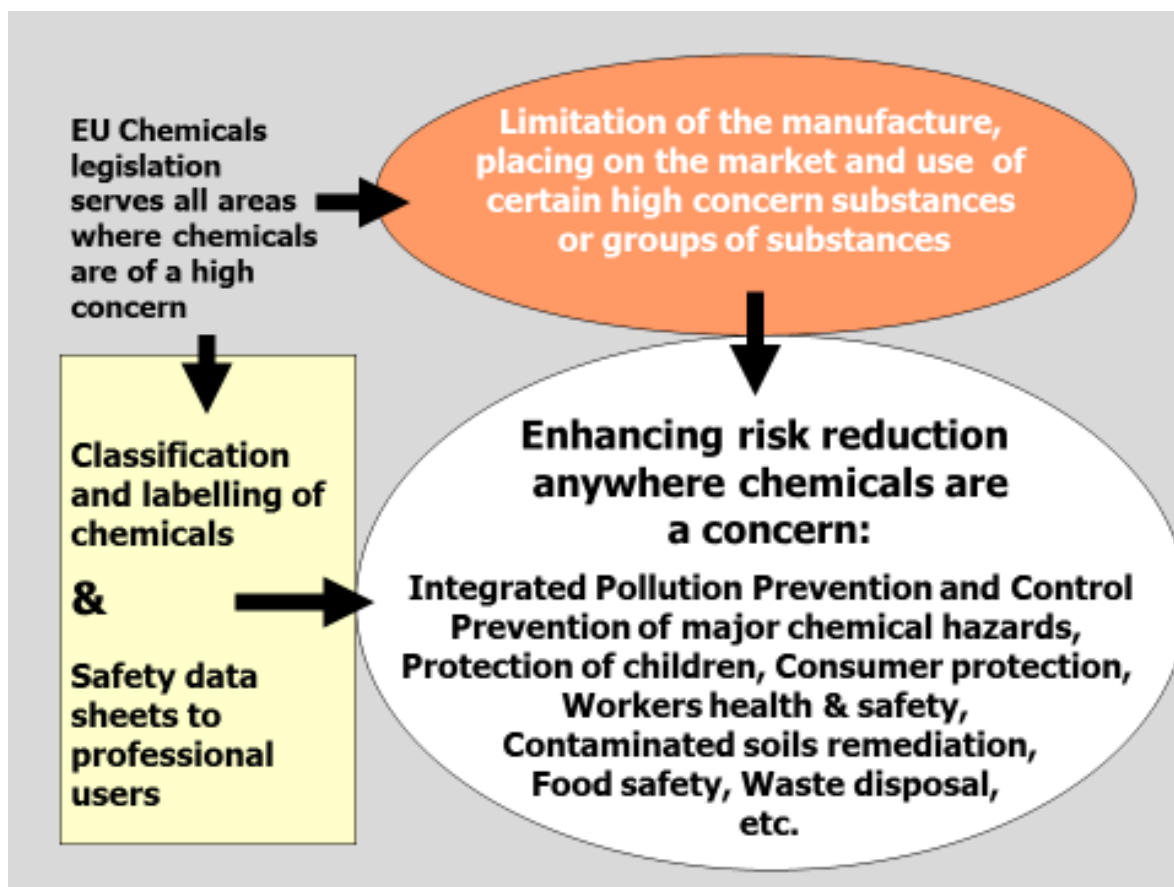 EU Chemicals
legislation
serves all areas
where chemicals
are of a high
concern
Limitation of the manufacture,
placing on the market and use of
certain high concern substances
or groups of substances
Classification
and labelling of
chemicals
&
Safety data
sheets to
professional
users
Enhancing risk reduction
anywhere chemicals are
a concern:
Integrated Pollution Prevention and Control
Prevention of major chemical hazards,
Protection of children, Consumer protection,
Workers health & safety,
Contaminated soils remediation,
Food safety, Waste disposal,
etc.